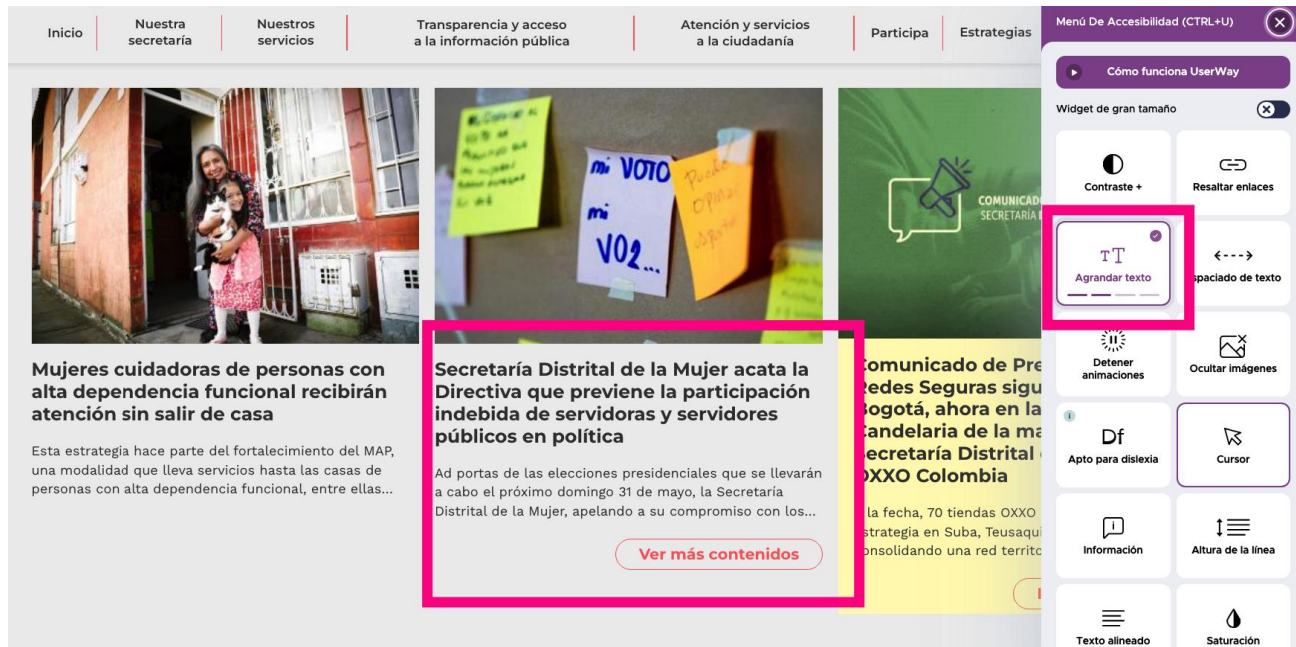 Inicio
Nuestra
secretaría
Nuestros
servicios
Transparencia y acceso
a la información pública
Atención y servicios
a la ciudadanía
Participa
Estrategias
mi VOTO
mi
VO2...
Puedo
opinar
COMUNICADO
SECRETARÍA
Mujeres cuidadoras de personas con
alta dependencia funcional recibirán
atención sin salir de casa
Esta estrategia hace parte del fortalecimiento del MAP,
una modalidad que lleva servicios hasta las casas de
personas con alta dependencia funcional, entre ellas...
Secretaría Distrital de la Mujer acata la
Directiva que previene la participación
indebida de servidoras y servidores
públicos en política
Ad portas de las elecciones presidenciales que se llevarán
a cabo el próximo domingo 31 de mayo, la Secretaría
Distrital de la Mujer, apelando a su compromiso con los...
Ver más contenidos
Comunicado de Pre
Redes Seguras sigu
Bogotá, ahora en la
Candelaria de la ma
Secretaría Distrital
OXXO Colombia
la fecha, 70 tiendas OXXO
strategia en Suba, Teusaqui
onsolidando una red territo
Menú De Accesibilidad (CTRL+U)
Cómo funciona UserWay
Widget de gran tamaño
Contraste +
Resaltar enlaces
Agrandar texto
spaciado de texto
Detener
animaciones
Ocultar imágenes
Df
Apto para dislexia
Cursor
Información
Altura de la línea
Texto alineado
Saturación